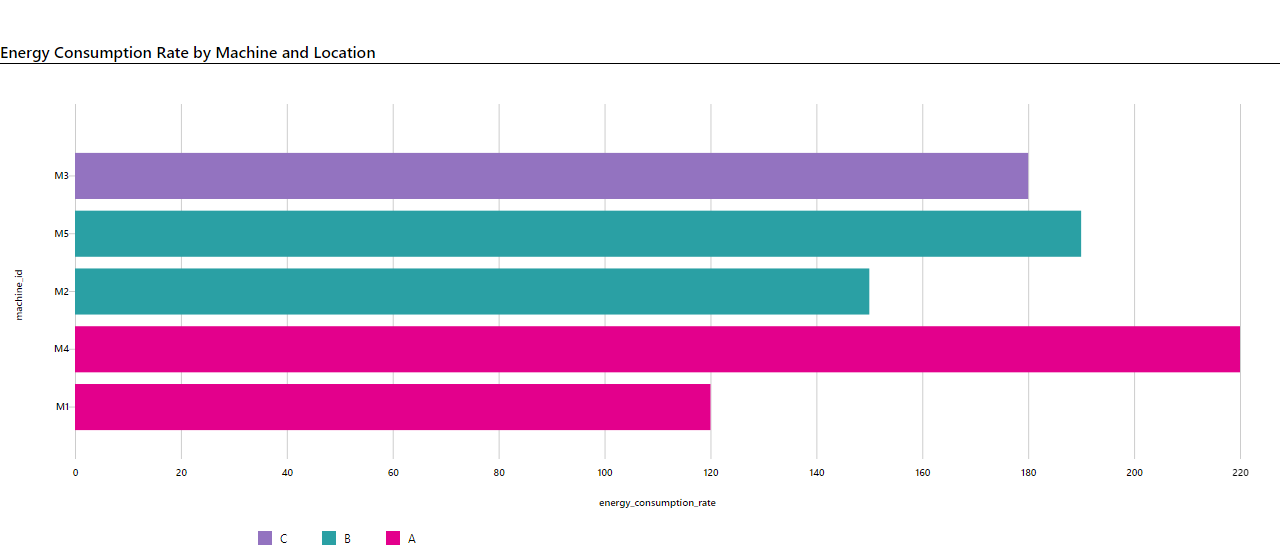 Energy Consumption Rate by Machine and Location
machine_id
M3
M5
M2
M4
M1
0 20 40 60 80 100 120 140 160 180 200 220
energy_consumption_rate
C B A